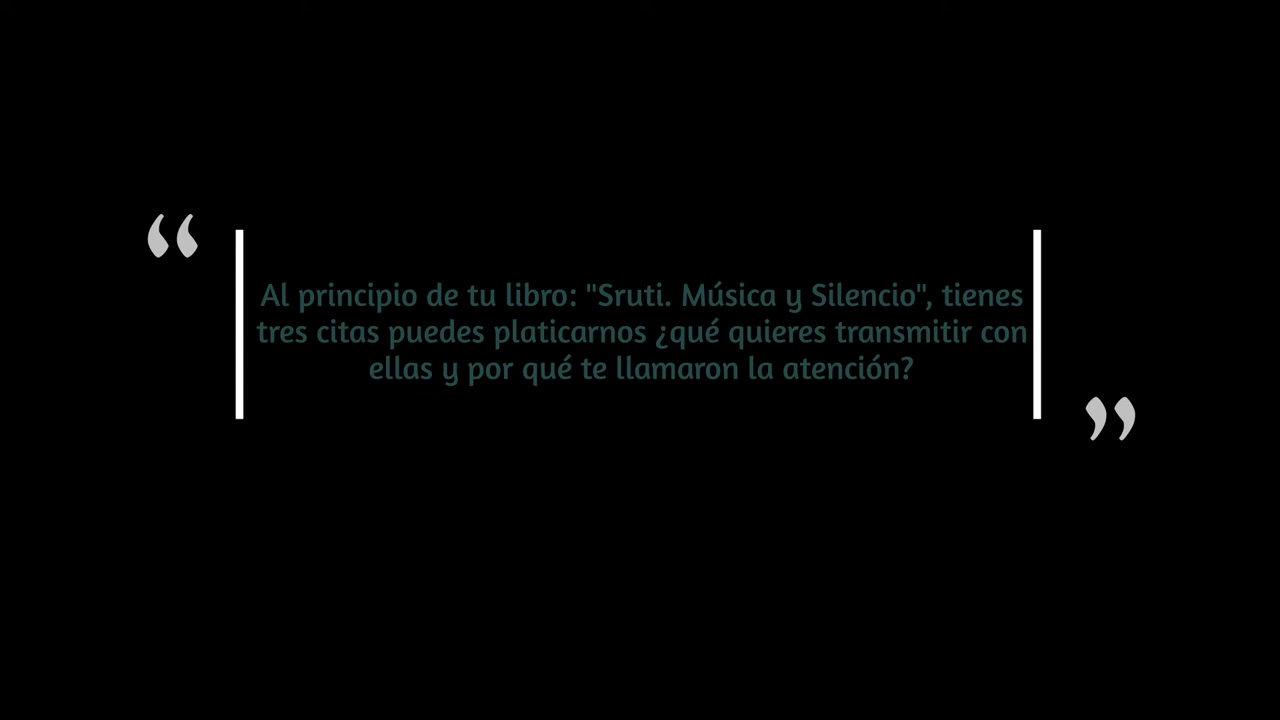 “
Al principio de tu libro: "Sruti. Música y Silencio", tienes
tres citas puedes platicarnos ¿qué quieres transmitir con
ellas y por qué te llamaron la atención?
”